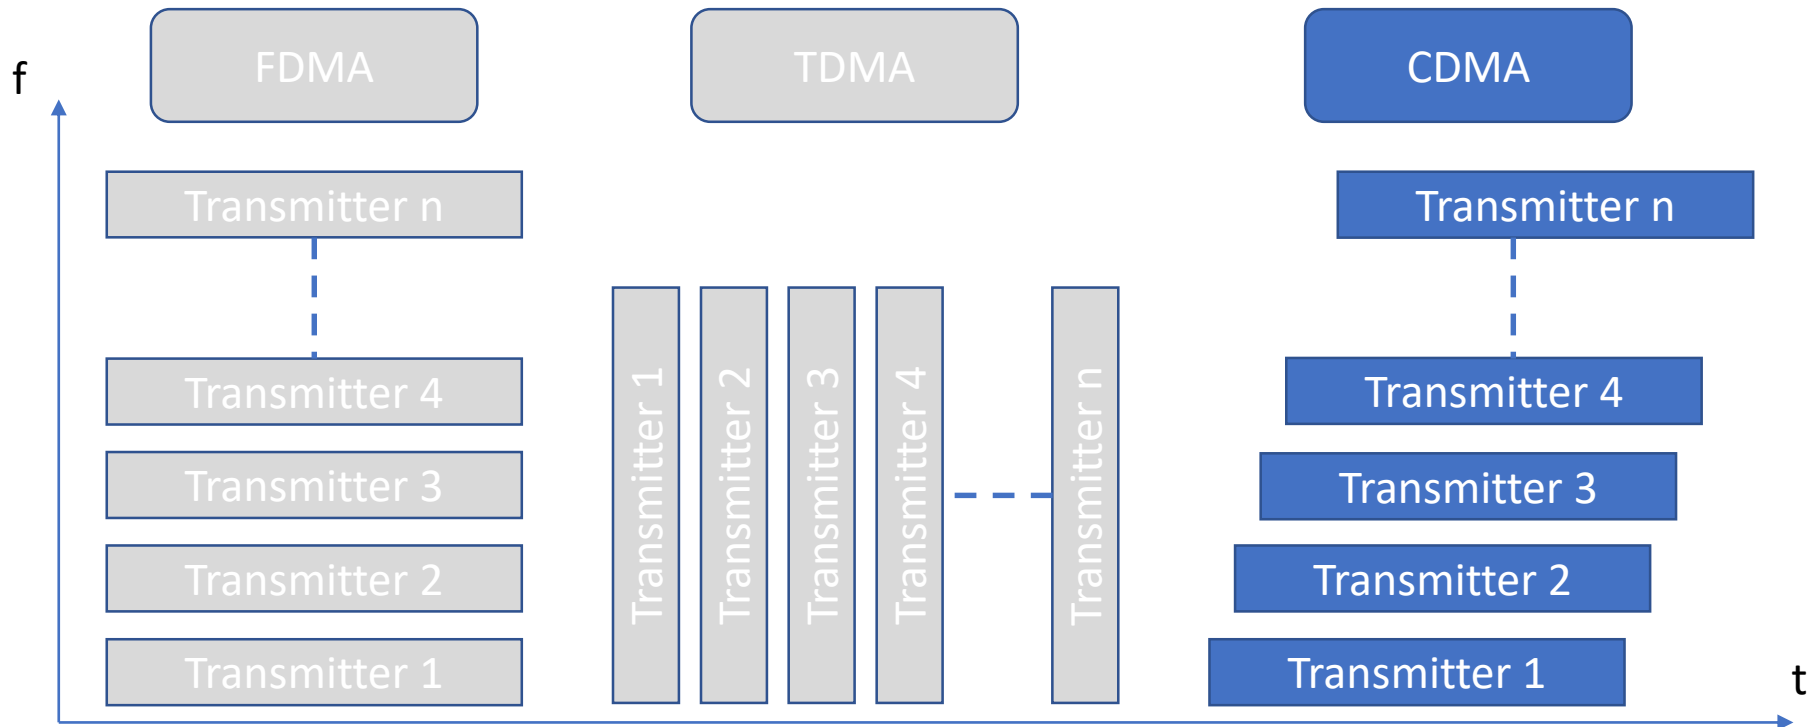 f
FDMA
Transmitter n
Transmitter 4
Transmitter 3
Transmitter 2
Transmitter 1
TDMA
Transmitter 1
Transmitter 2
Transmitter 3
Transmitter 4
Transmitter n
CDMA
Transmitter n
Transmitter 4
Transmitter 3
Transmitter 2
Transmitter 1
t